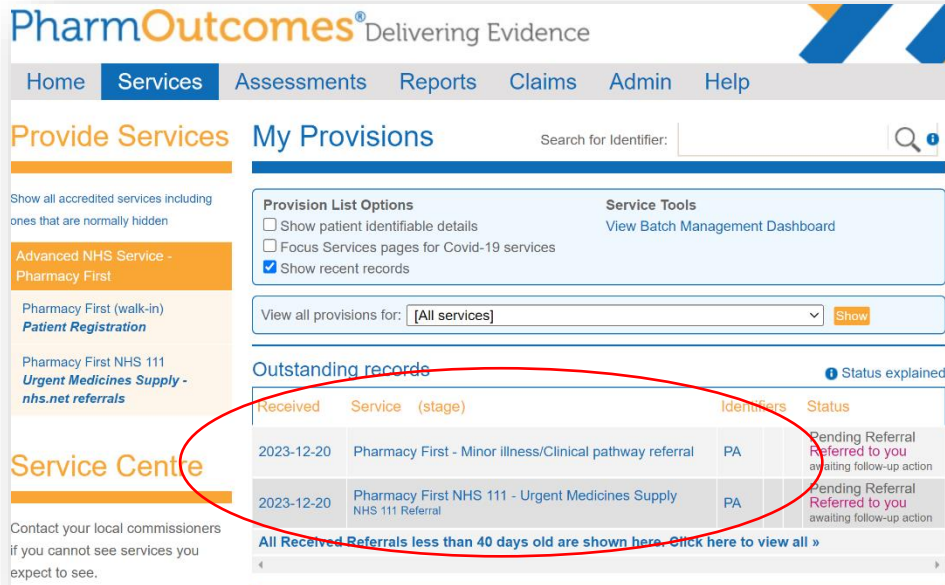 PharmOutcomes® Delivering Evidence
Home Services Assessments Reports Claims Admin Help
Provide Services
Show all accredited services including
ones that are normally hidden
Advanced NHS Service -
Pharmacy First
Pharmacy First (walk-in)
Patient Registration
Pharmacy First NHS 111
Urgent Medicines Supply -
nhs.net referrals
Service Centre
Contact your local commissioners
if you cannot see services you
expect to see.
My Provisions
Search for Identifier:
Provision List Options
Show patient identifiable details
Focus Services pages for Covid-19 services
Show recent records
Service Tools
View Batch Management Dashboard
View all provisions for: [All services] Show
Outstanding records
Status explained
Received Service (stage) Identifiers Status
2023-12-20 Pharmacy First - Minor illness/Clinical pathway referral PA
Pending Referral
Referred to you
awaiting follow-up action
2023-12-20 Pharmacy First NHS 111 - Urgent Medicines Supply PA
NHS 111 Referral
Pending Referral
Referred to you
awaiting follow-up action
All Received Referrals less than 40 days old are shown here. Click here to view all »